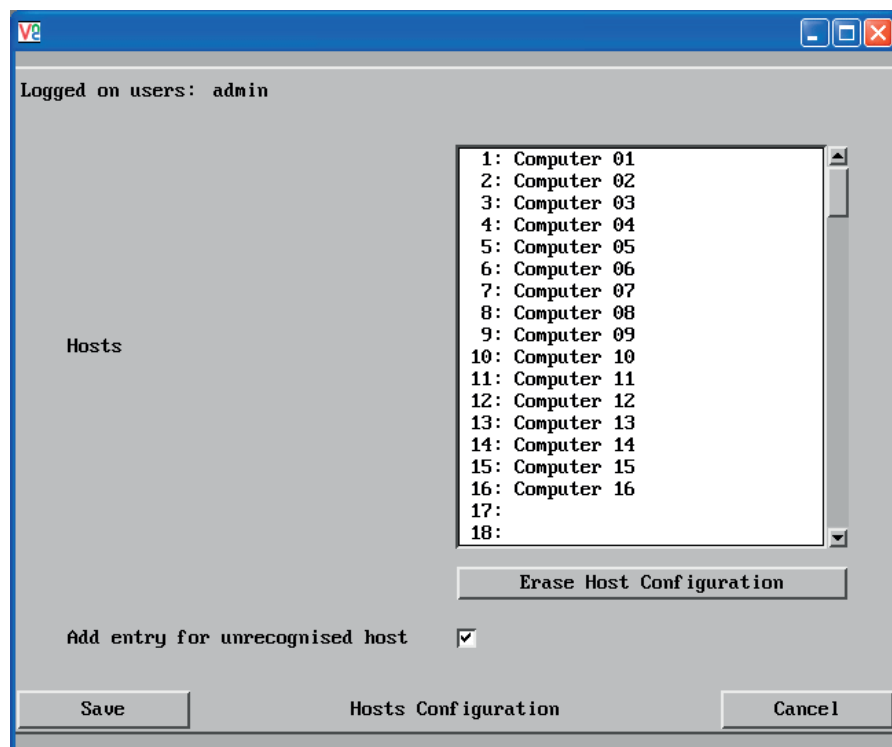 Logged on users: admin
Hosts
1: Computer 01
2: Computer 02
3: Computer 03
4: Computer 04
5: Computer 05
6: Computer 06
7: Computer 07
8: Computer 08
9: Computer 09
10: Computer 10
11: Computer 11
12: Computer 12
13: Computer 13
14: Computer 14
15: Computer 15
16: Computer 16
17:
18:
Erase Host Configuration
Add entry for unrecognised host
Save Hosts Configuration Cancel